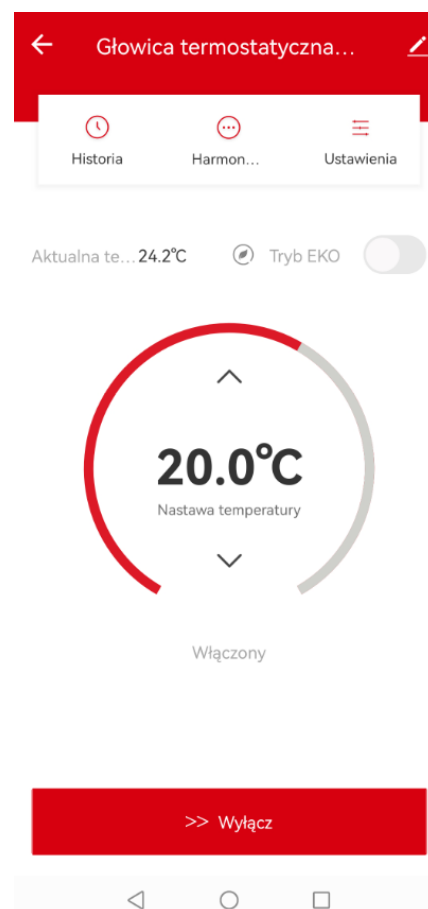 Głowica termostatyczna...
Historia
Harmon...
Ustawienia
Aktualna te... 24.2°C
Tryb EKO
20.0°C
Nastawa temperatury
Włączony
>> Wyłącz